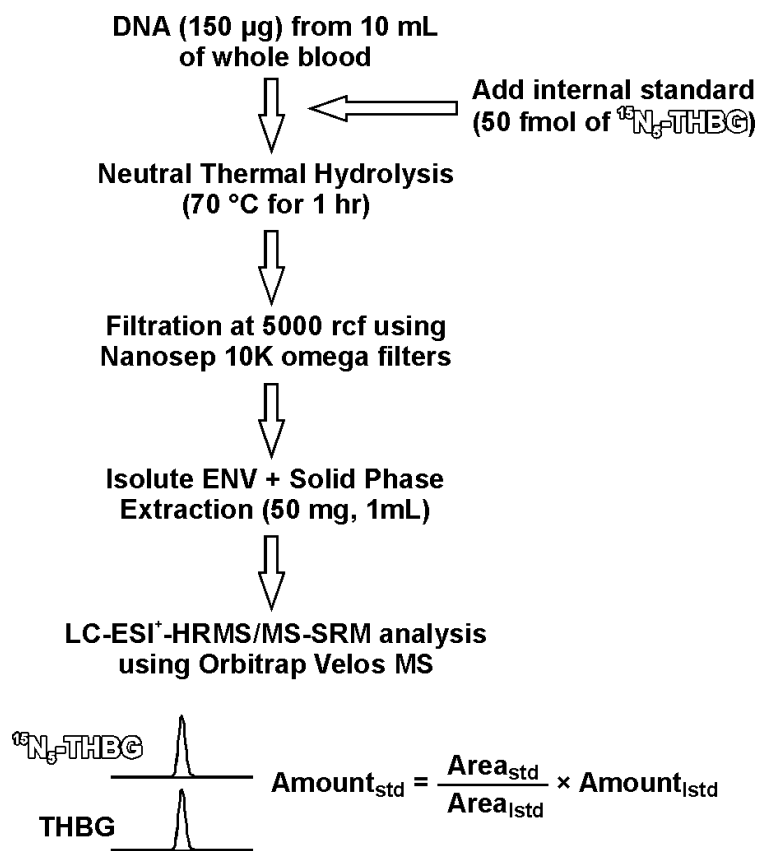 DNA (150 µg) from 10 mL
of whole blood
Add internal standard
(50 fmol of ¹⁵N₅-THBG)
Neutral Thermal Hydrolysis
(70 °C for 1 hr)
Filtration at 5000 rcf using
Nanosep 10K omega filters
Isolute ENV + Solid Phase
Extraction (50 mg, 1mL)
LC-ESI⁺-HRMS/MS-SRM analysis
using Orbitrap Velos MS
¹⁵N₅-THBG
THBG
Amount_std = Area_std / Area_Istd × Amount_Istd